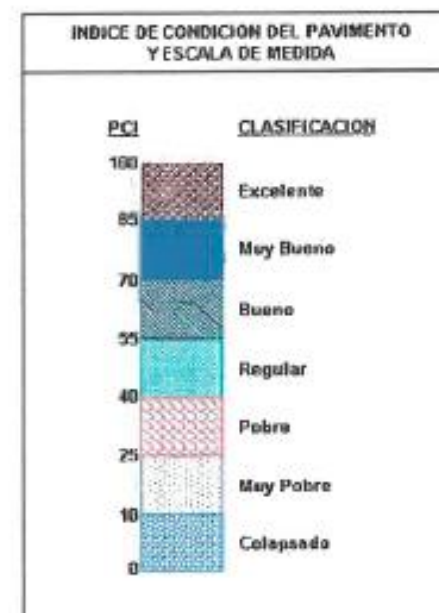 INDICE DE CONDICION DEL PAVIMENTO
Y ESCALA DE MEDIDA
PCI CLASIFICACION
100
Excelente
85
Muy Bueno
70
Bueno
55
Regular
40
Pobre
25
Muy Pobre
10
Colapsado
0